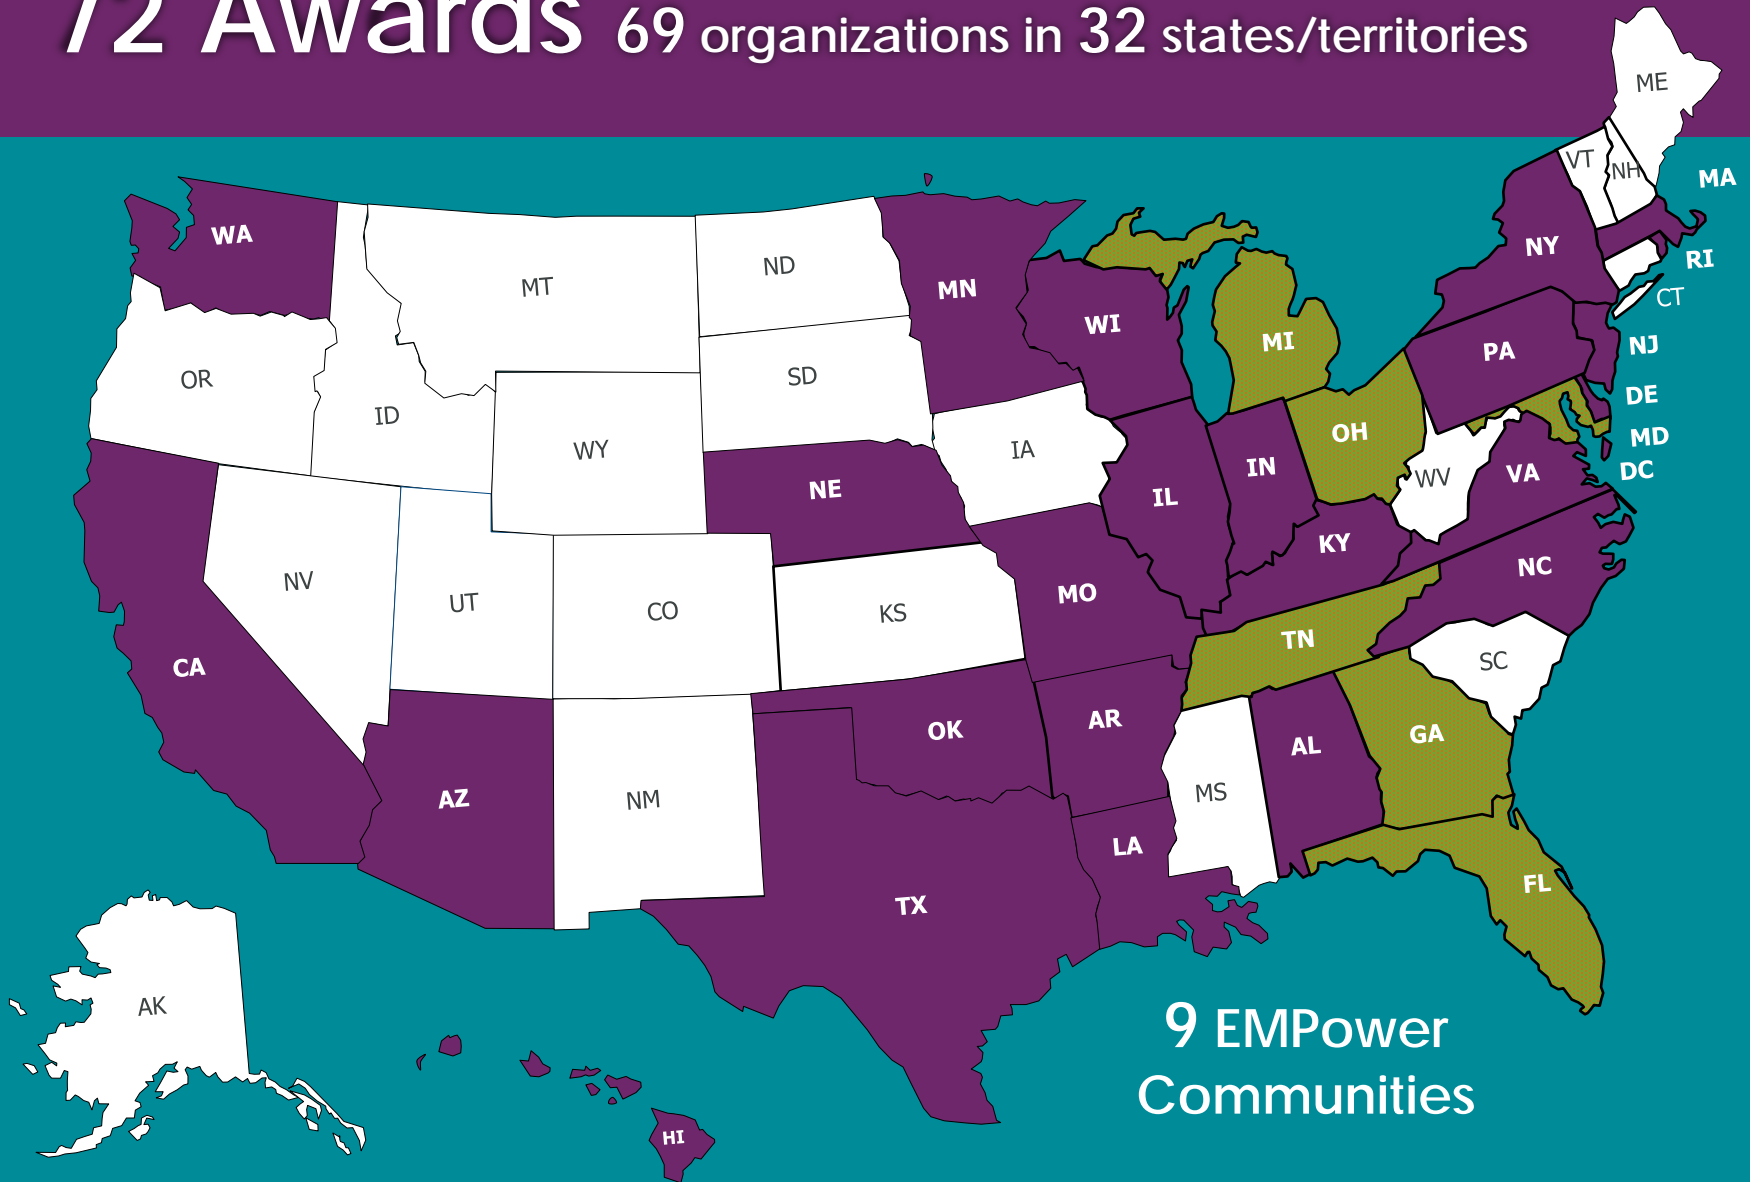 72 Awards 69 organizations in 32 states/territories
ME
VT
NH
MA
WA
NY
MT
ND
RI
MN
CT
WI
MI
NJ
PA
OR
SD
DE
ID
OH
MD
WY
IA
IN
DC
NE
IL
WV
VA
KY
NC
NV
UT
CO
KS
MO
TN
CA
SC
OK
AR
GA
AL
AZ
NM
MS
LA
FL
TX
AK
9 EMPower
Communities
HI